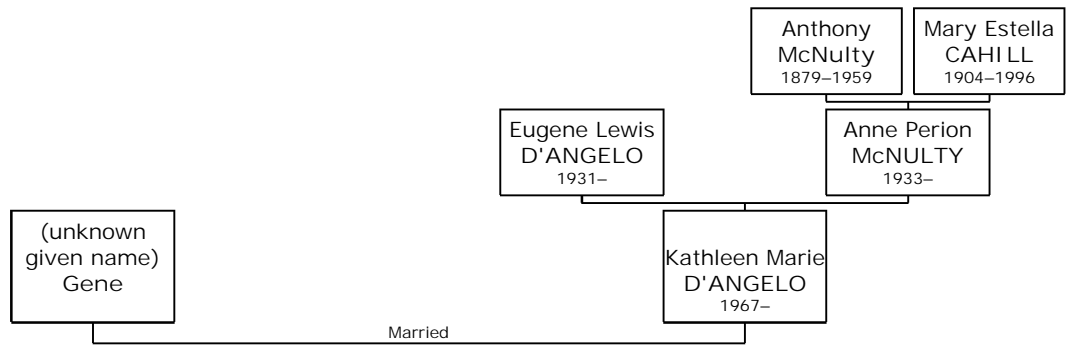 Anthony
McNulty
1879–1959
Mary Estella
CAHILL
1904–1996
Eugene Lewis
D'ANGELO
1931–
Anne Perion
McNULTY
1933–
(unknown
given name)
Gene
Kathleen Marie
D'ANGELO
1967–
Married